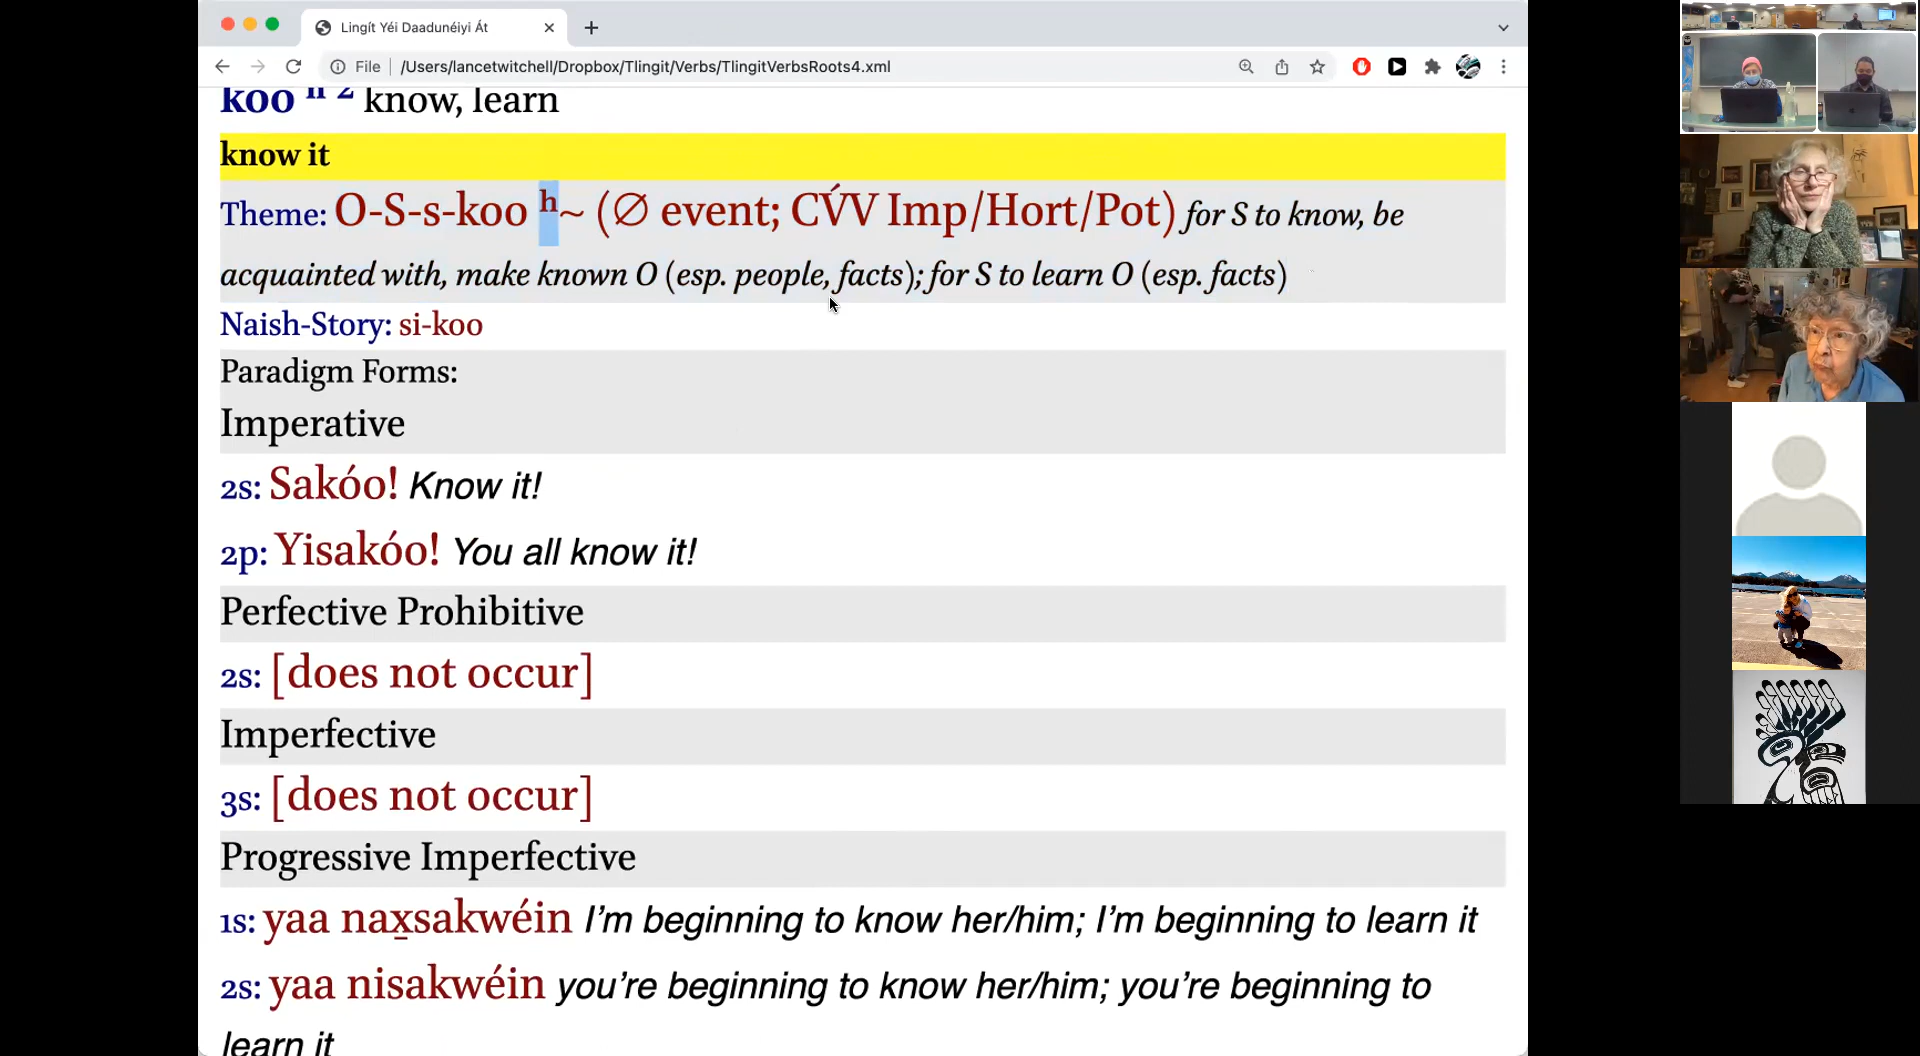 Lingít Yéi Daadunéiyi Át
File /Users/lancetwitchell/Dropbox/Tlingit/Verbs/TlingitVerbsRoots4.xml
koo ʰ ² know, learn
know it
Theme: O-S-s-koo ʰ~ (∅ event; CV́V Imp/Hort/Pot) for S to know, be
acquainted with, make known O (esp. people, facts); for S to learn O (esp. facts)
Naish-Story: si-koo
Paradigm Forms:
Imperative
2s: Sakóo! Know it!
2p: Yisakóo! You all know it!
Perfective Prohibitive
2s: [does not occur]
Imperfective
3s: [does not occur]
Progressive Imperfective
1s: yaa nax̲sakwéin I’m beginning to know her/him; I’m beginning to learn it
2s: yaa nisakwéin you’re beginning to know her/him; you’re beginning to
learn it